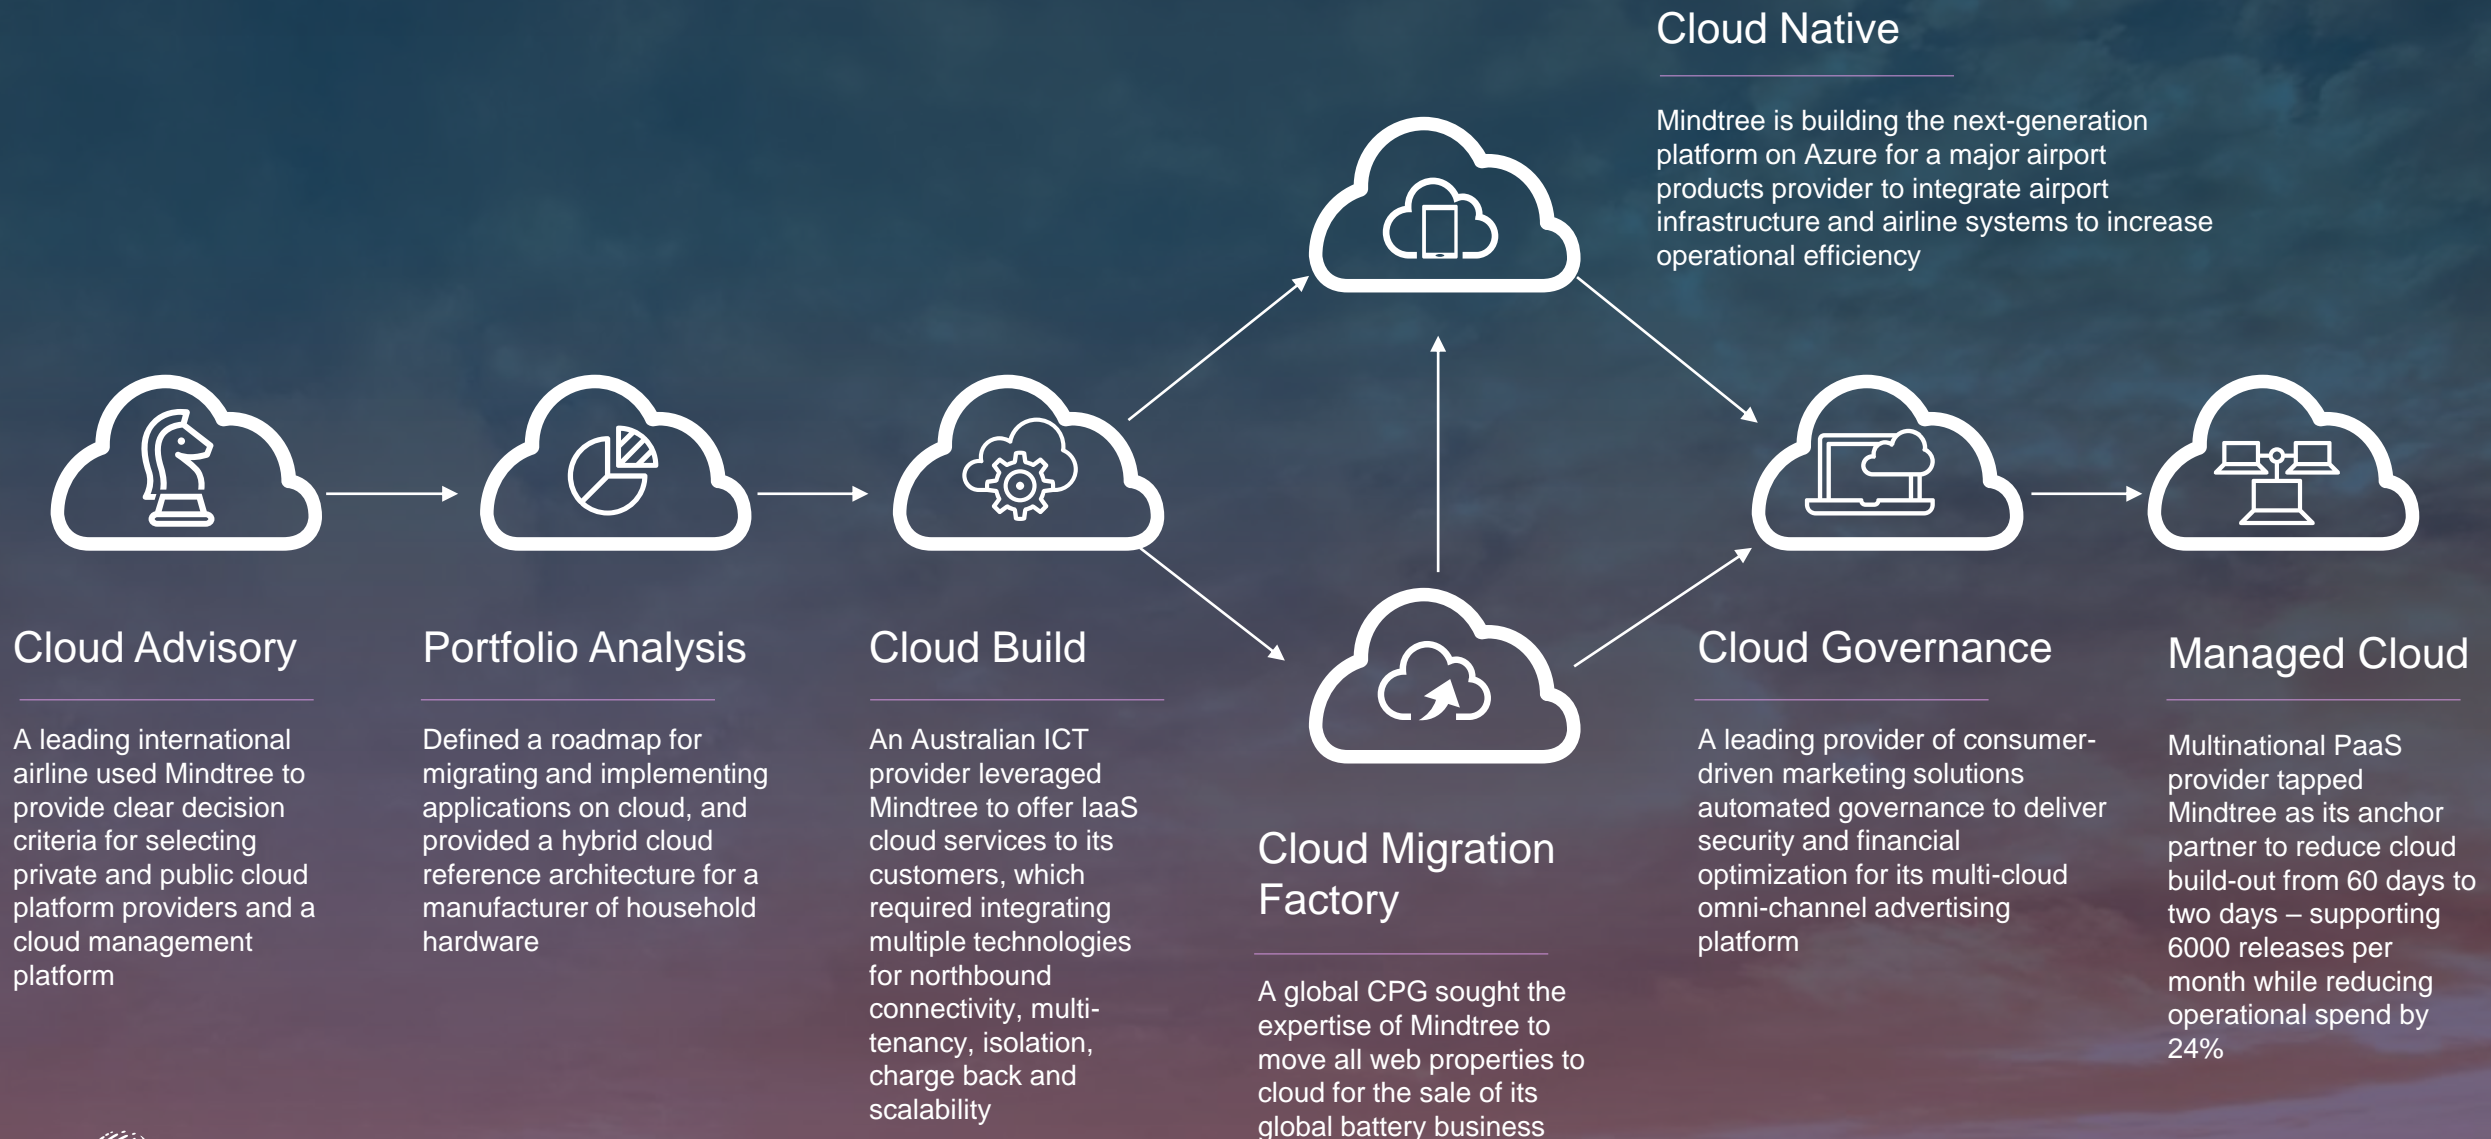 Cloud Native
Mindtree is building the next-generation
platform on Azure for a major airport
products provider to integrate airport
infrastructure and airline systems to increase
operational efficiency
Cloud Advisory
A leading international
airline used Mindtree to
provide clear decision
criteria for selecting
private and public cloud
platform providers and a
cloud management
platform
Portfolio Analysis
Defined a roadmap for
migrating and implementing
applications on cloud, and
provided a hybrid cloud
reference architecture for a
manufacturer of household
hardware
Cloud Build
An Australian ICT
provider leveraged
Mindtree to offer IaaS
cloud services to its
customers, which
required integrating
multiple technologies
for northbound
connectivity, multi-
tenancy, isolation,
charge back and
scalability
Cloud Migration
Factory
A global CPG sought the
expertise of Mindtree to
move all web properties to
cloud for the sale of its
global battery business
Cloud Governance
A leading provider of consumer-
driven marketing solutions
automated governance to deliver
security and financial
optimization for its multi-cloud
omni-channel advertising
platform
Managed Cloud
Multinational PaaS
provider tapped
Mindtree as its anchor
partner to reduce cloud
build-out from 60 days to
two days – supporting
6000 releases per
month while reducing
operational spend by
24%